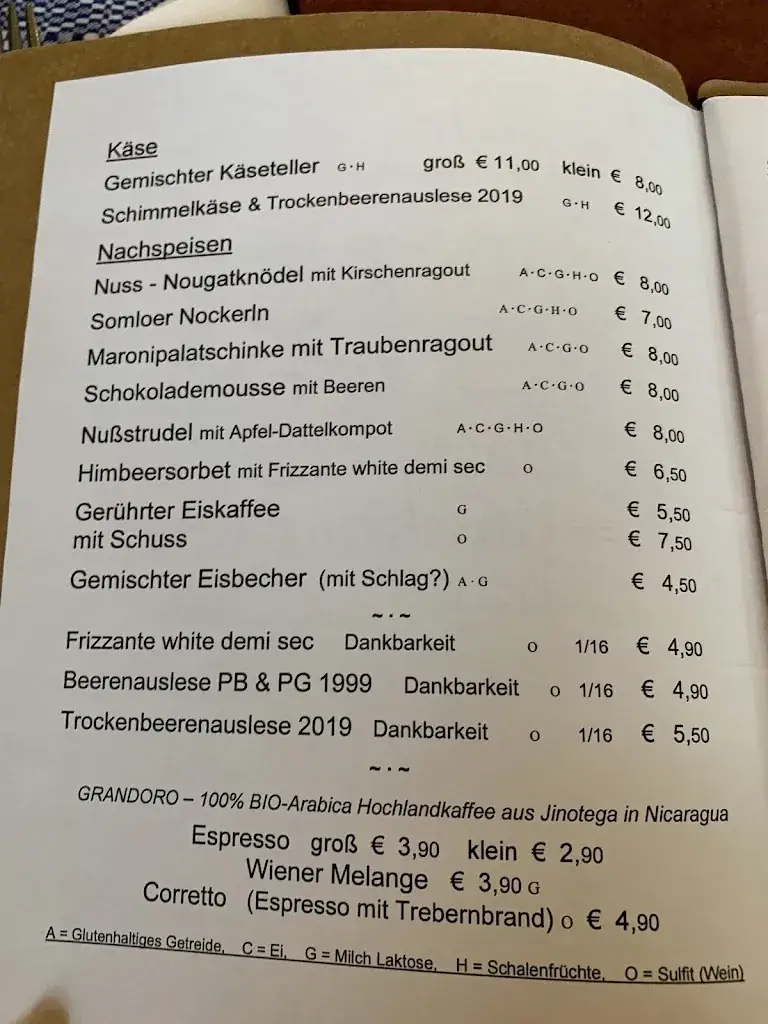 Käse
Gemischter Käseteller G·H groß € 11,00 klein € 8,00
Schimmelkäse & Trockenbeerenauslese 2019 G·H € 12,00
Nachspeisen
Nuss - Nougatknödel mit Kirschenragout A·C·G·H·O € 8,00
Somloer Nockerln A·C·G·H·O € 7,00
Maronipalatschinke mit Traubenragout A·C·G·O € 8,00
Schokolademousse mit Beeren A·C·G·O € 8,00
Nußstrudel mit Apfel-Dattelkompot A·C·G·H·O € 8,00
Himbeersorbet mit Frizzante white demi sec O € 6,50
Gerührter Eiskaffee G € 5,50
mit Schuss O € 7,50
Gemischter Eisbecher (mit Schlag?) A·G € 4,50
~·~
Frizzante white demi sec Dankbarkeit O 1/16 € 4,90
Beerenauslese PB & PG 1999 Dankbarkeit O 1/16 € 4,90
Trockenbeerenauslese 2019 Dankbarkeit O 1/16 € 5,50
~·~
GRANDORO – 100% BIO-Arabica Hochlandkaffee aus Jinotega in Nicaragua
Espresso groß € 3,90 klein € 2,90
Wiener Melange € 3,90 G
Corretto (Espresso mit Trebernbrand) O € 4,90
A = Glutenhaltiges Getreide, C = Ei, G = Milch Laktose, H = Schalenfrüchte, O = Sulfit (Wein)